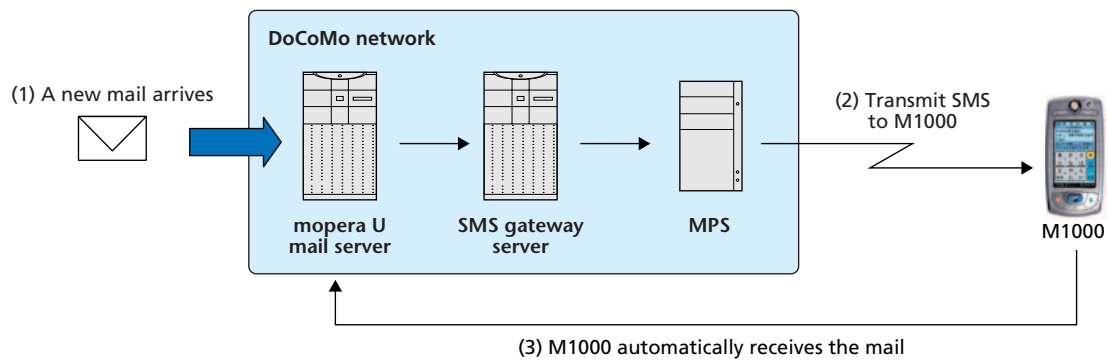 DoCoMo network
(1) A new mail arrives
(2) Transmit SMS
to M1000
mopera U
mail server
SMS gateway
server
MPS
M1000
(3) M1000 automatically receives the mail